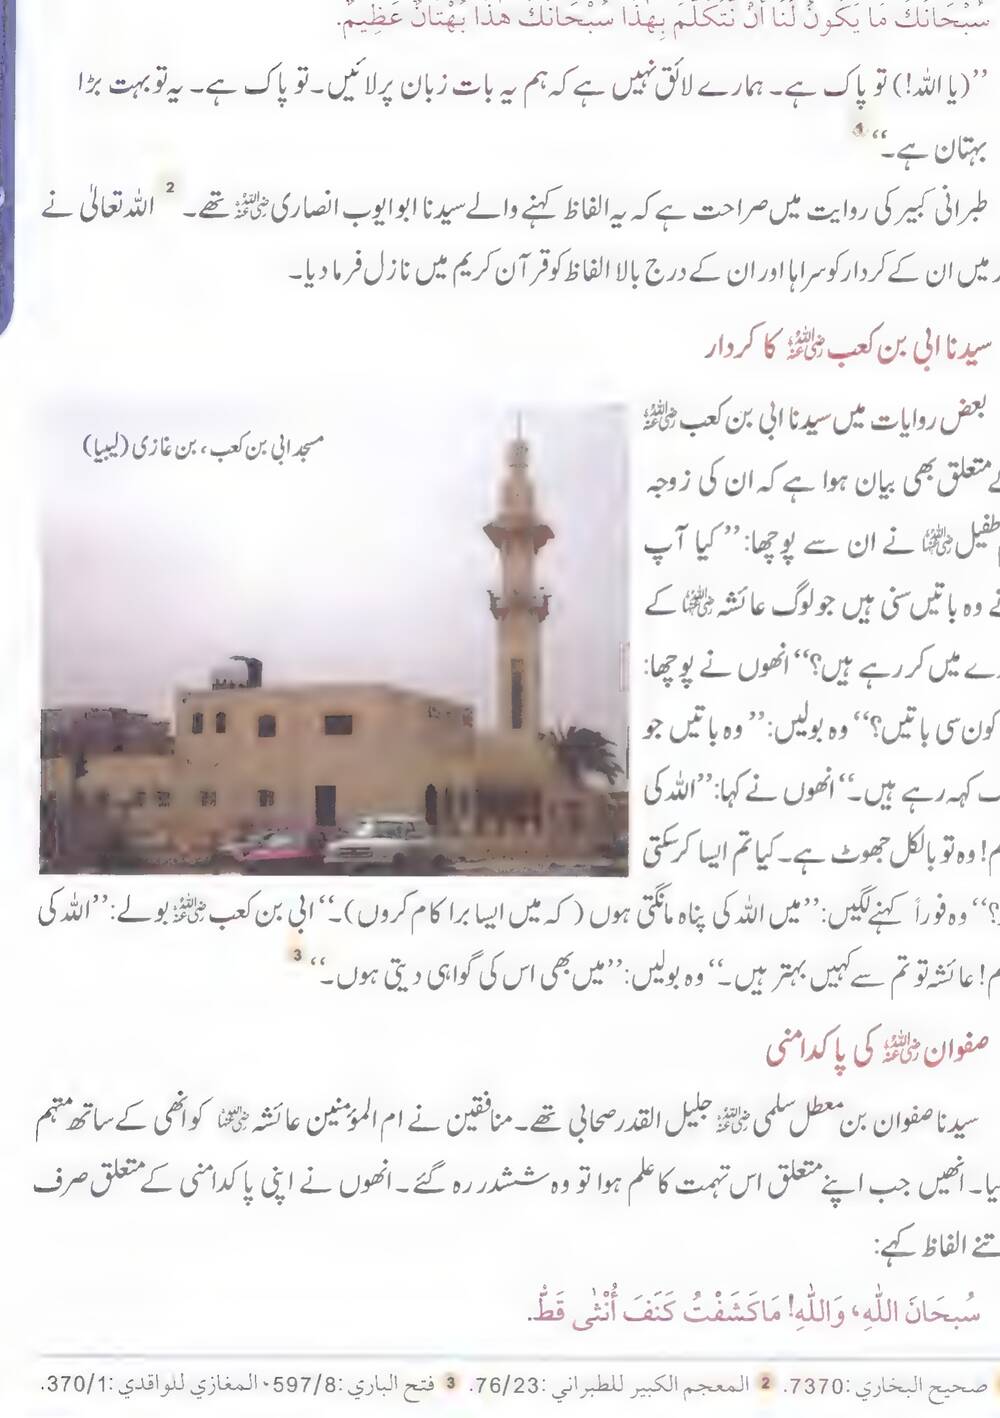 سُبْحَانَكَ مَا يَكُونُ لَنَا أَنْ نَتَكَلَّمَ بِهٰذَا سُبْحَانَكَ هٰذَا بُهْتَانٌ عَظِيمٌ.
’’(یا اللہ!) تو پاک ہے۔ ہمارے لائق نہیں ہے کہ ہم یہ بات زبان پر لائیں۔ تو پاک ہے۔ یہ تو بہت بڑا
بہتان ہے۔‘‘ 1
طبرانی کبیر کی روایت میں صراحت ہے کہ یہ الفاظ کہنے والے سیدنا ابو ایوب انصاری رضی اللہ عنہ تھے۔ 2 اللہ تعالیٰ نے
میں ان کے کردار کو سراہا اور ان کے درج بالا الفاظ کو قرآن کریم میں نازل فرما دیا۔
سیدنا ابی بن کعب رضی اللہ عنہ کا کردار
بعض روایات میں سیدنا ابی بن کعب رضی اللہ عنہ
متعلق بھی بیان ہوا ہے کہ ان کی زوجہ
طفیل رضی اللہ عنہا نے ان سے پوچھا: ’’کیا آپ
وہ باتیں سنی ہیں جو لوگ عائشہ رضی اللہ عنہا کے
میں کر رہے ہیں؟‘‘ انھوں نے پوچھا:
کون سی باتیں؟‘‘ وہ بولیں: ’’وہ باتیں جو
کہہ رہے ہیں۔‘‘ انھوں نے کہا: ’’اللہ کی
! وہ تو بالکل جھوٹ ہے۔ کیا تم ایسا کر سکتی
؟‘‘ وہ فوراً کہنے لگیں: ’’میں اللہ کی پناہ مانگتی ہوں (کہ میں ایسا برا کام کروں)۔‘‘ ابی بن کعب رضی اللہ عنہ بولے: ’’اللہ کی
! عائشہ تو تم سے کہیں بہتر ہیں۔‘‘ وہ بولیں: ’’میں بھی اس کی گواہی دیتی ہوں۔‘‘ 3
مسجد ابی بن کعب، بن غازی (لیبیا)
صفوان رضی اللہ عنہ کی پاکدامنی
سیدنا صفوان بن معطل سلمی رضی اللہ عنہ جلیل القدر صحابی تھے۔ منافقین نے ام المؤمنین عائشہ رضی اللہ عنہا کو انھی کے ساتھ متہم
یا۔ انھیں جب اپنے متعلق اس تہمت کا علم ہوا تو وہ ششدر رہ گئے۔ انھوں نے اپنی پاکدامنی کے متعلق صرف
تنے الفاظ کہے:
سُبحَانَ اللّٰهِ، وَاللّٰهِ! مَا كَشَفْتُ كَنَفَ أُنْثٰى قَطُّ.
صحيح البخاري: 7370. 2 المعجم الكبير للطبراني: 76/23. 3 فتح الباري: 597/8، المغازي للواقدي: 370/1.